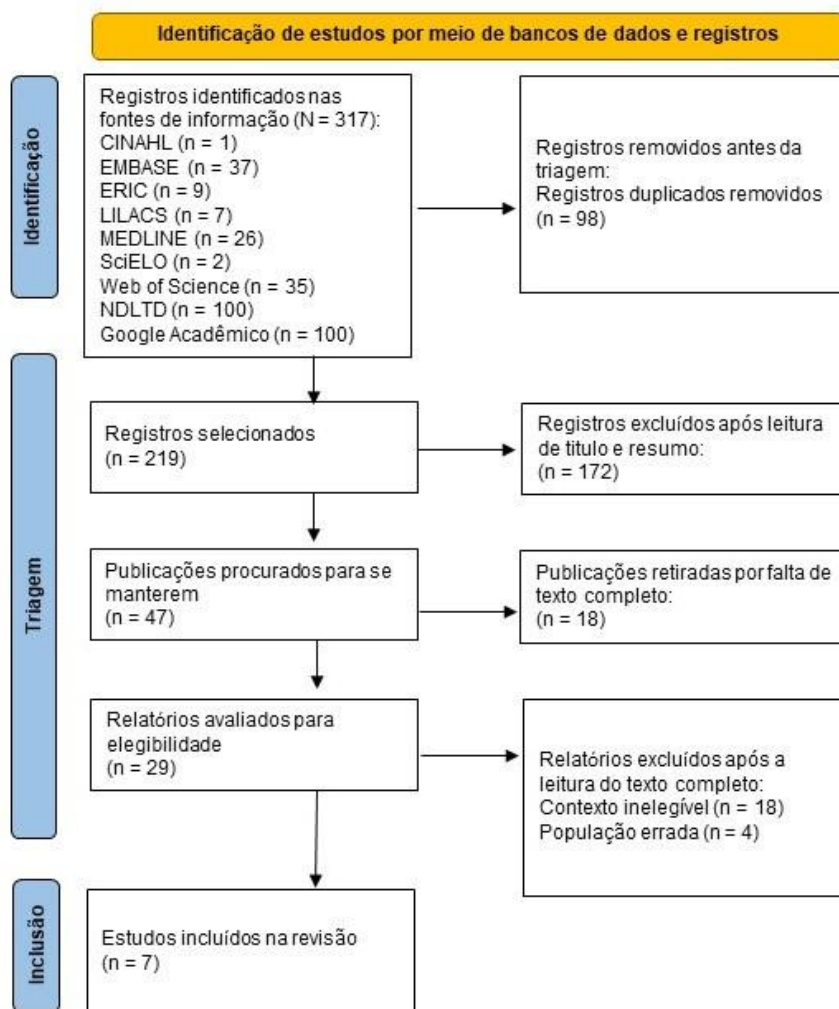 Identificação de estudos por meio de bancos de dados e registros
Identificação
Registros identificados nas
fontes de informação (N = 317):
CINAHL (n = 1)
EMBASE (n = 37)
ERIC (n = 9)
LILACS (n = 7)
MEDLINE (n = 26)
SciELO (n = 2)
Web of Science (n = 35)
NDLTD (n = 100)
Google Acadêmico (n = 100)
Registros removidos antes da
triagem:
Registros duplicados removidos
(n = 98)
Triagem
Registros selecionados
(n = 219)
Registros excluídos após leitura
de titulo e resumo:
(n = 172)
Publicações procurados para se
manterem
(n = 47)
Publicações retiradas por falta de
texto completo:
(n = 18)
Relatórios avaliados para
elegibilidade
(n = 29)
Relatórios excluídos após a
leitura do texto completo:
Contexto inelegível (n = 18)
População errada (n = 4)
Inclusão
Estudos incluídos na revisão
(n = 7)